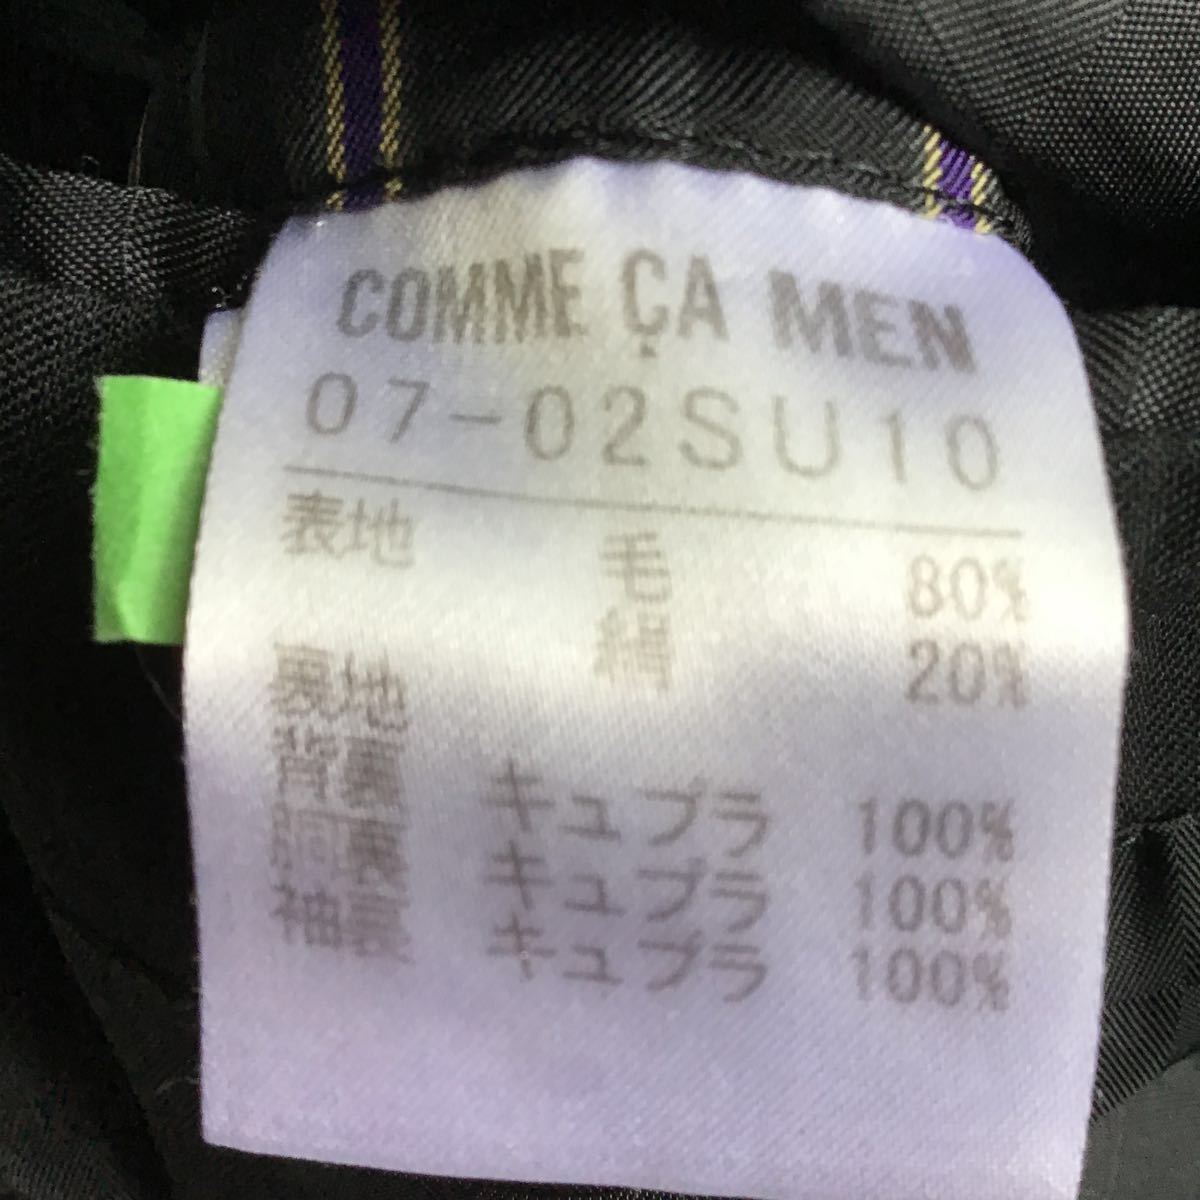 COMME ÇA MEN
07-02SU10
表地 毛 80%
絹 20%
裏地
背裏 キュプラ 100%
胴裏 キュプラ 100%
袖裏 キュプラ 100%